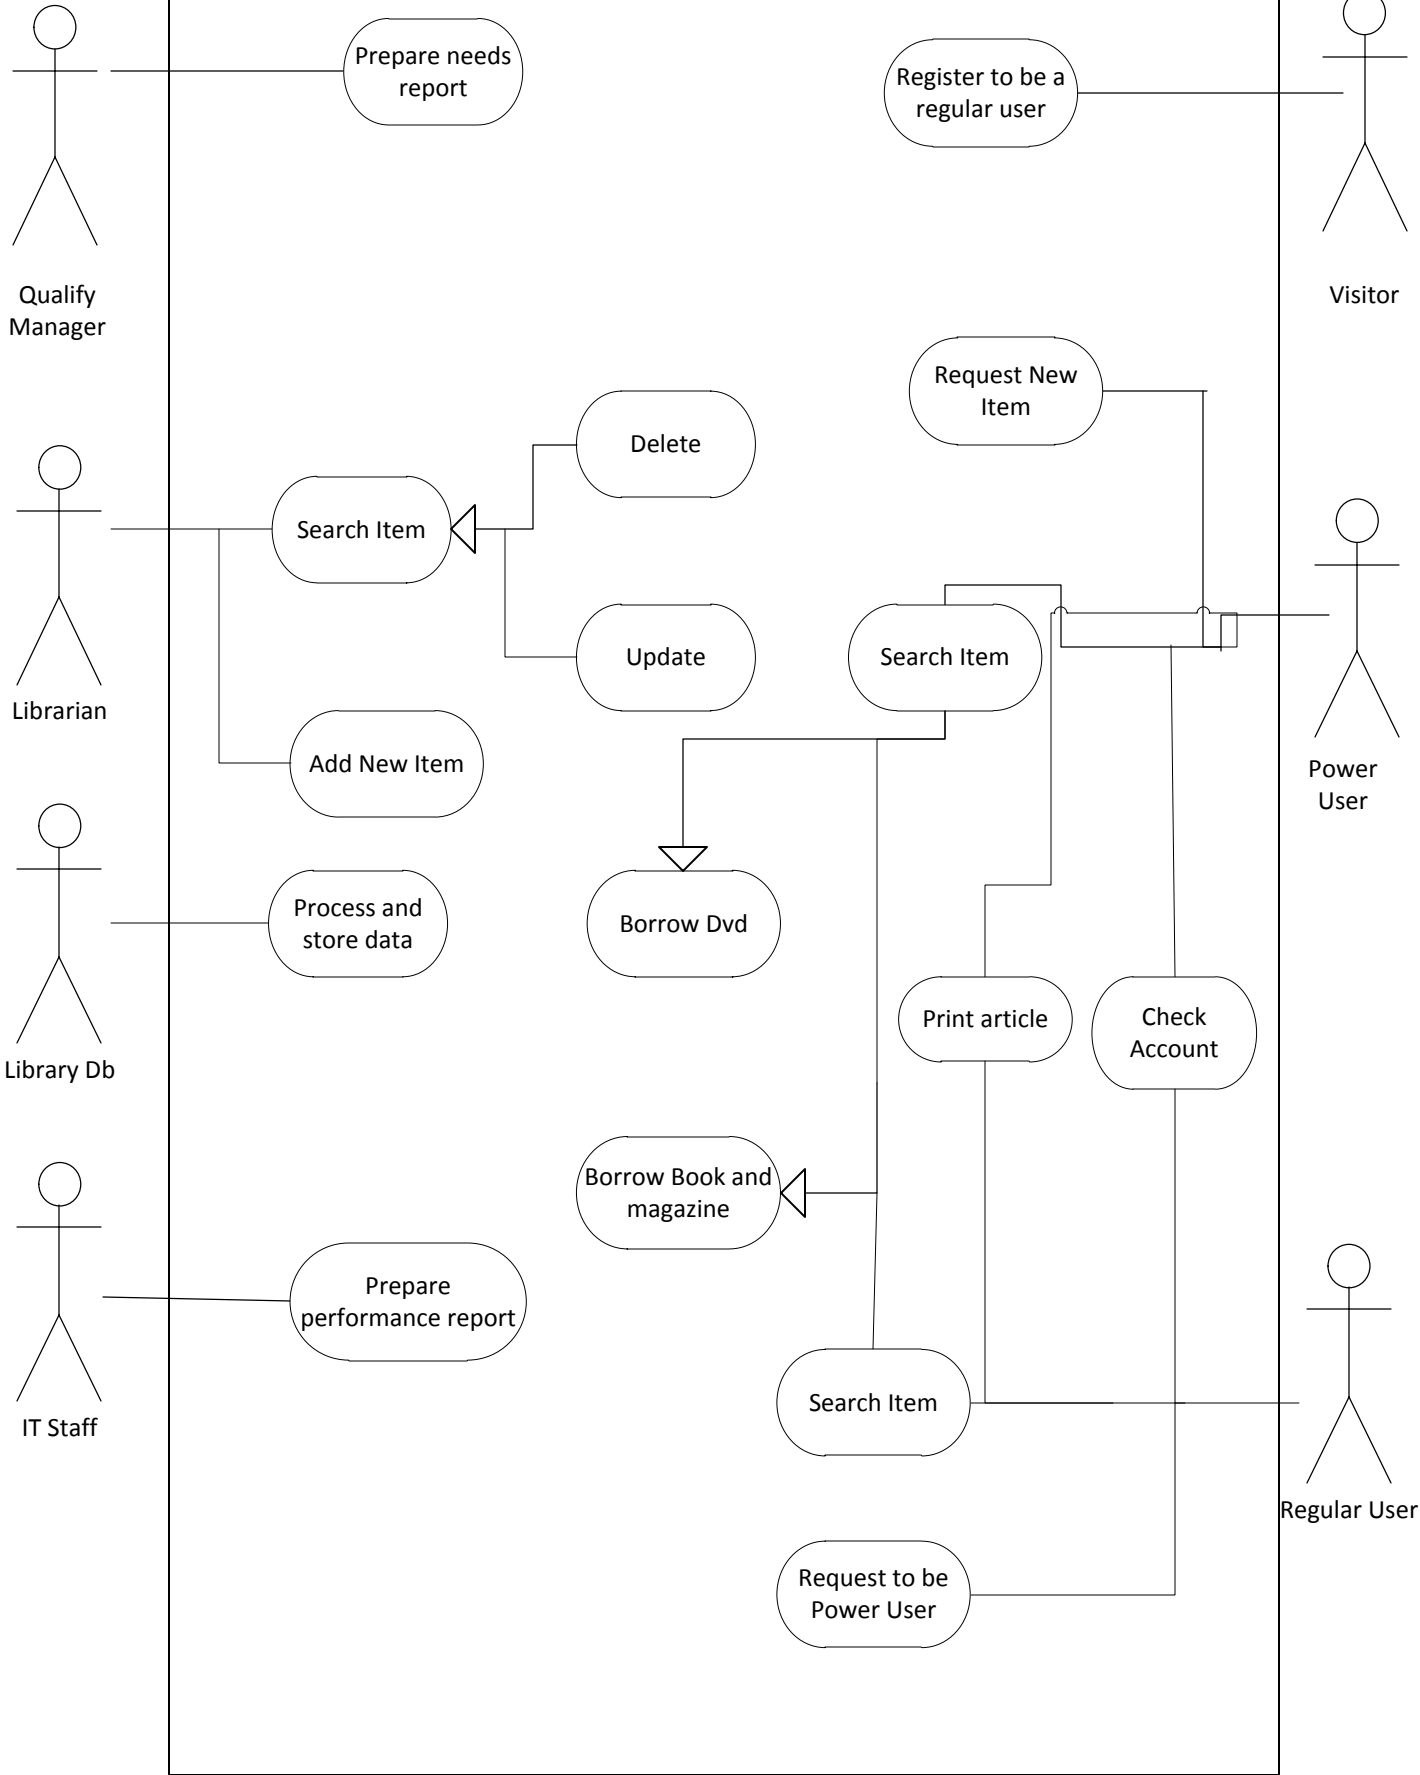 Prepare needs
report
Register to be a
regular user
Qualify
Manager
Visitor
Request New
Item
Delete
Search Item
Update
Search Item
Librarian
Add New Item
Power
User
Process and
store data
Borrow Dvd
Print article
Check
Account
Library Db
Borrow Book and
magazine
Prepare
performance report
Search Item
IT Staff
Regular User
Request to be
Power User